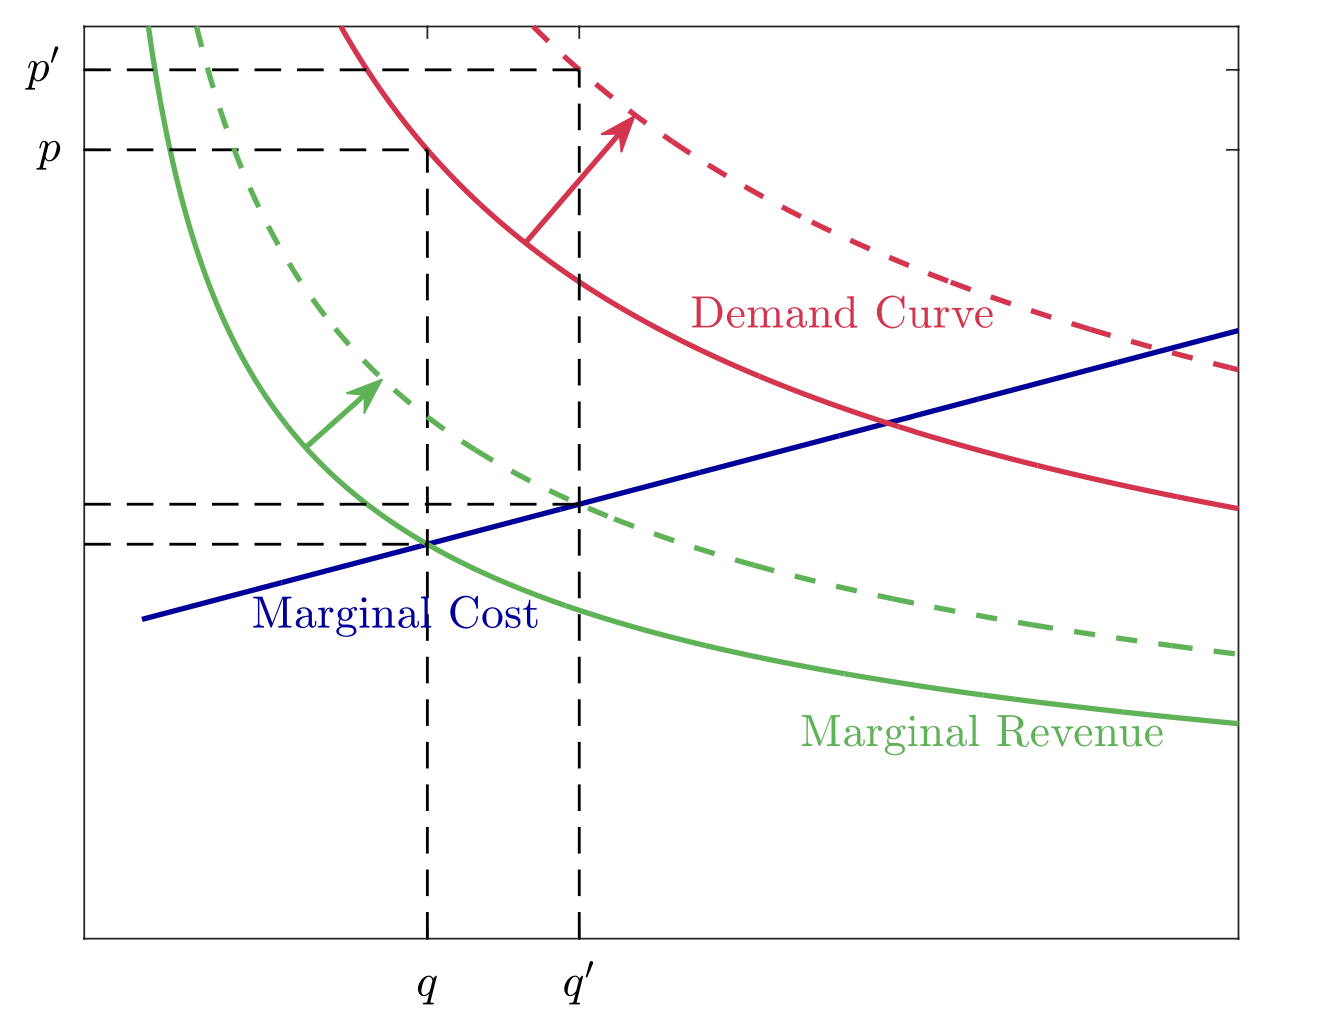 p′
p
Demand Curve
Marginal Cost
Marginal Revenue
q
q′